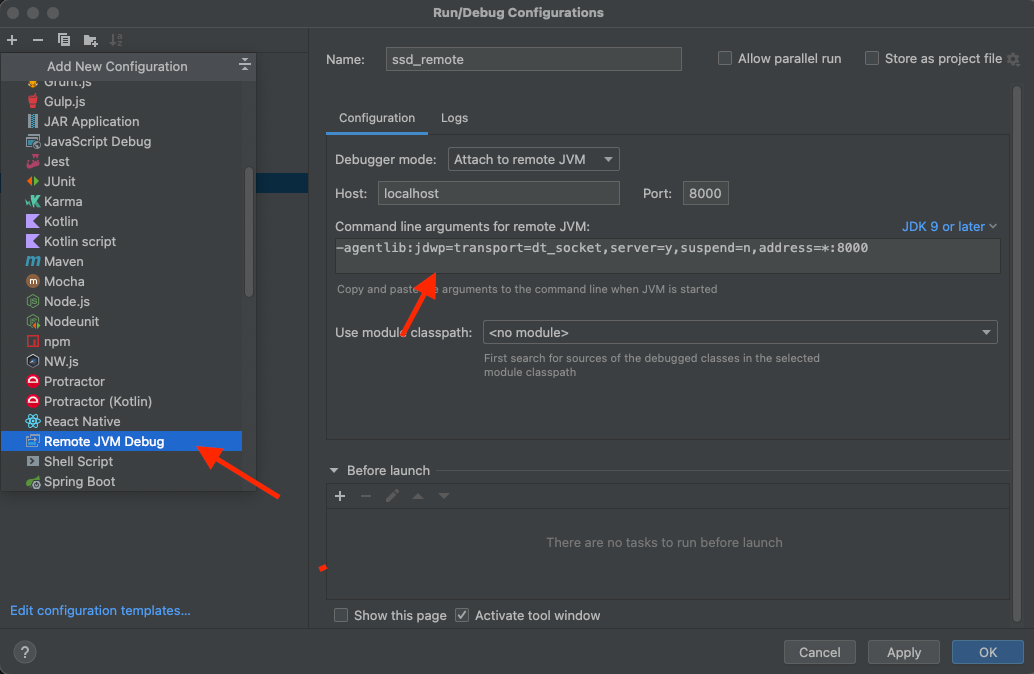 Run/Debug Configurations
Add New Configuration
Grunt.js
Gulp.js
JAR Application
JavaScript Debug
Jest
JUnit
Karma
Kotlin
Kotlin script
Maven
Mocha
Node.js
Nodeunit
npm
NW.js
Protractor
Protractor (Kotlin)
React Native
Remote JVM Debug
Shell Script
Spring Boot
Edit configuration templates...
Name: ssd_remote Allow parallel run Store as project file
Configuration Logs
Debugger mode: Attach to remote JVM
Host: localhost Port: 8000
Command line arguments for remote JVM: JDK 9 or later
-agentlib:jdwp=transport=dt_socket,server=y,suspend=n,address=*:8000
Copy and paste arguments to the command line when JVM is started
Use module classpath: <no module>
First search for sources of the debugged classes in the selected
module classpath
Before launch
There are no tasks to run before launch
Show this page Activate tool window
? Cancel Apply OK